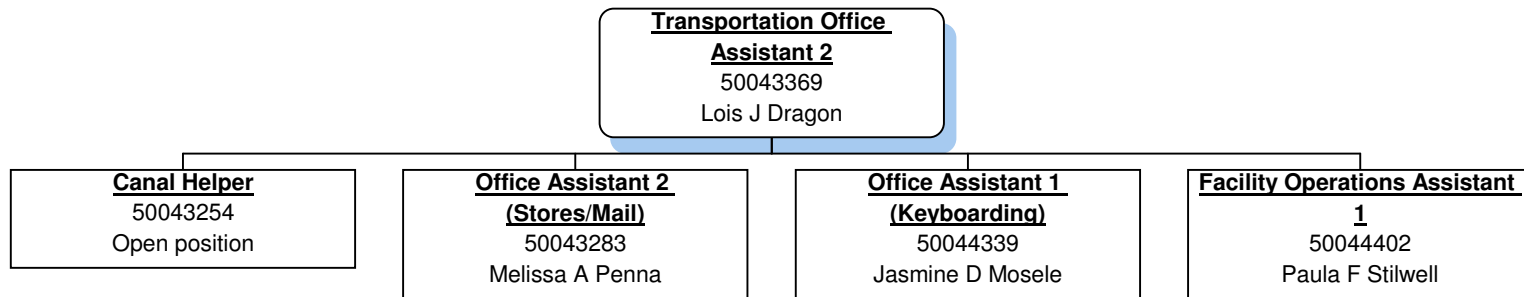 Transportation Office
Assistant 2
50043369
Lois J Dragon
Canal Helper
50043254
Open position
Office Assistant 2
(Stores/Mail)
50043283
Melissa A Penna
Office Assistant 1
(Keyboarding)
50044339
Jasmine D Mosele
Facility Operations Assistant
1
50044402
Paula F Stilwell